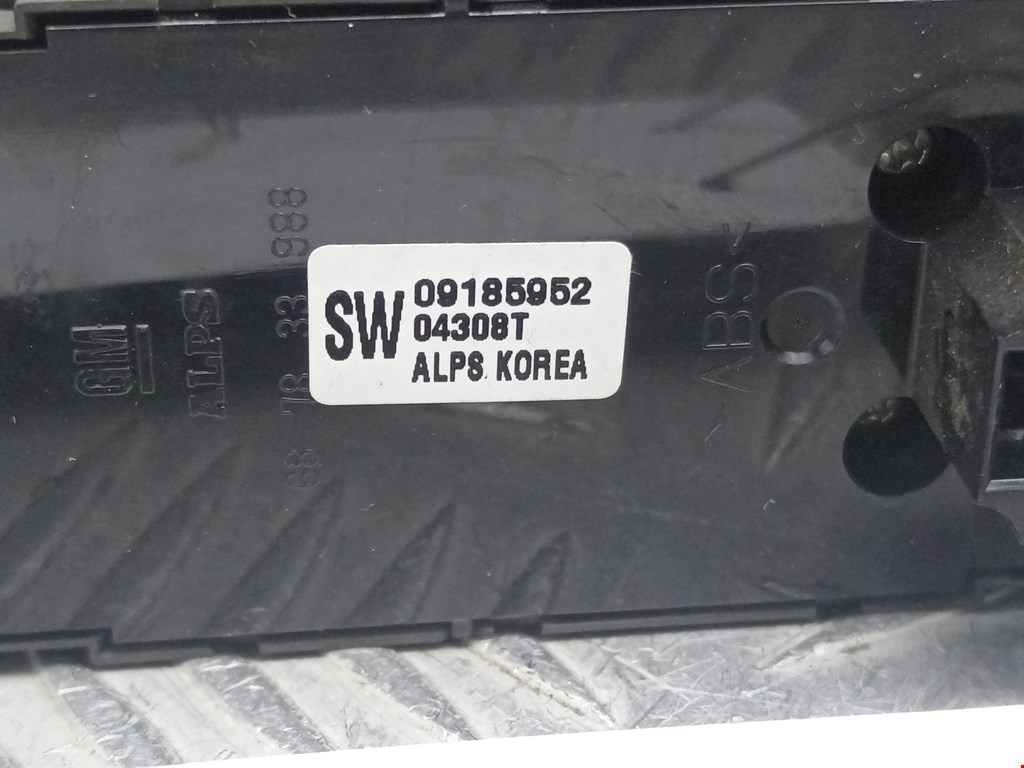 SW
09185952
04308T
ALPS KOREA
GM
ALPS
>ABS<